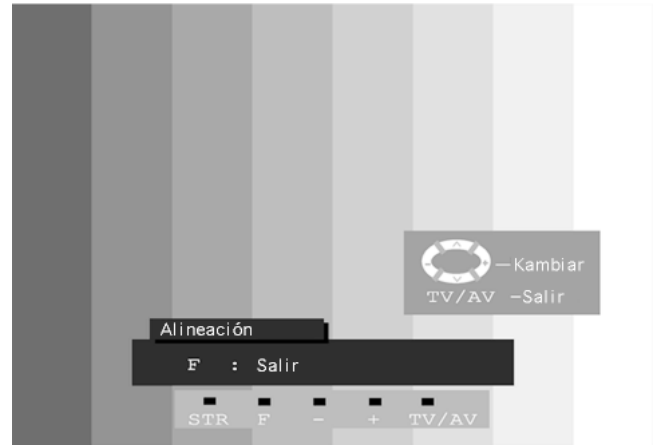 – + –Kambiar
TV/AV –Salir
Alineación
F : Salir
STR F – + TV/AV